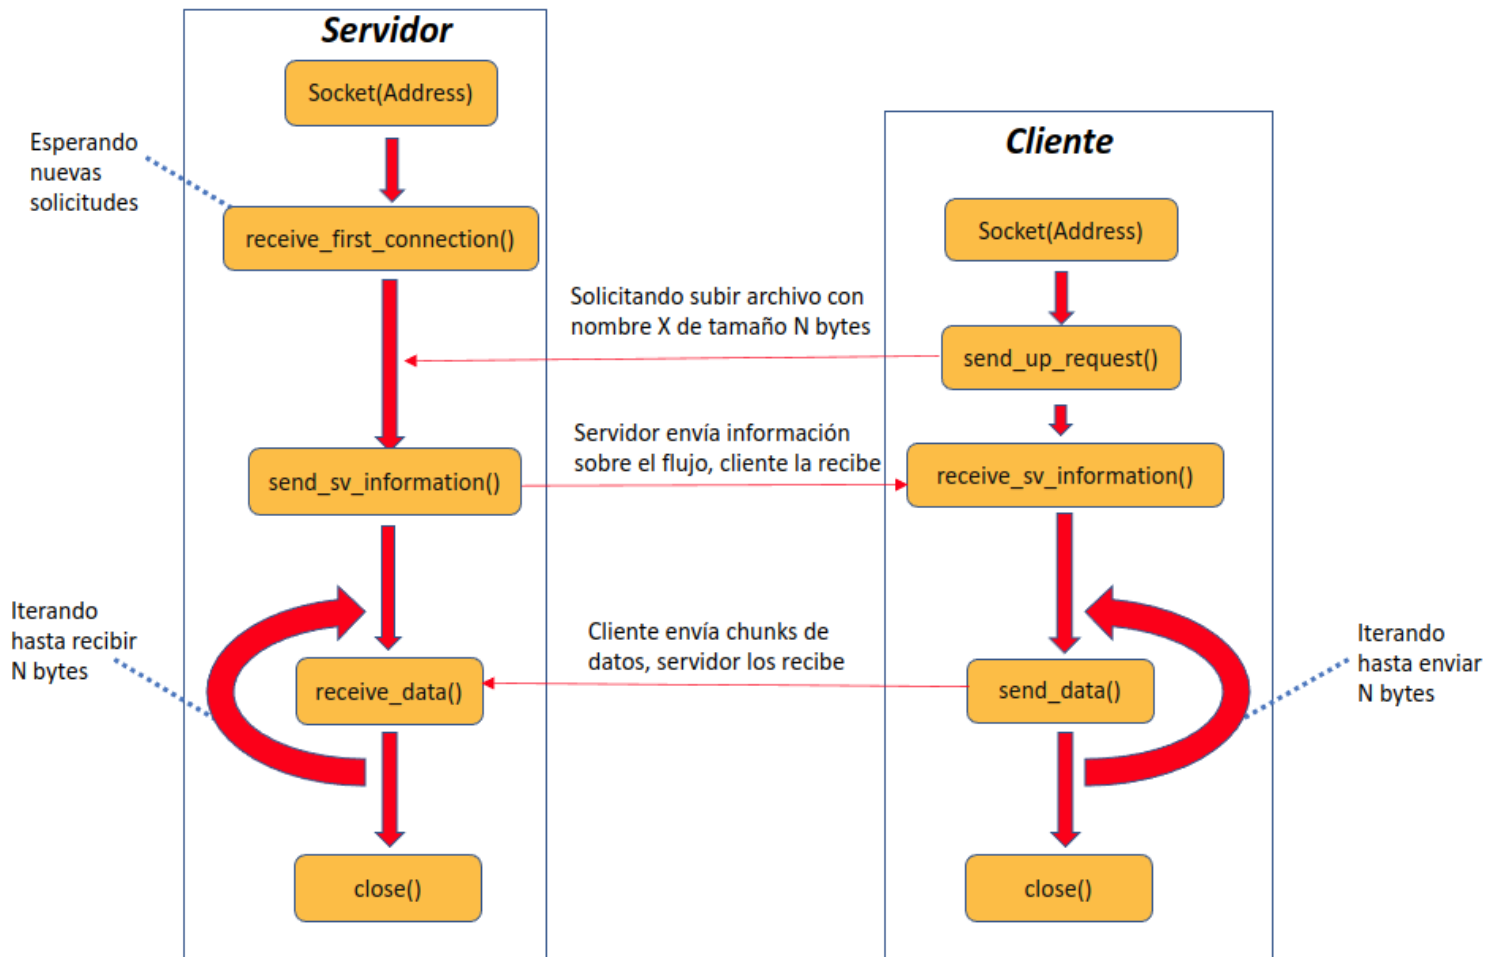 Servidor
Socket(Address)
Esperando
nuevas
solicitudes
receive_first_connection()
Cliente
Socket(Address)
Solicitando subir archivo con
nombre X de tamaño N bytes
send_up_request()
Servidor envía información
sobre el flujo, cliente la recibe
send_sv_information()
receive_sv_information()
Iterando
hasta recibir
N bytes
Cliente envía chunks de
datos, servidor los recibe
Iterando
hasta enviar
N bytes
receive_data()
send_data()
close()
close()